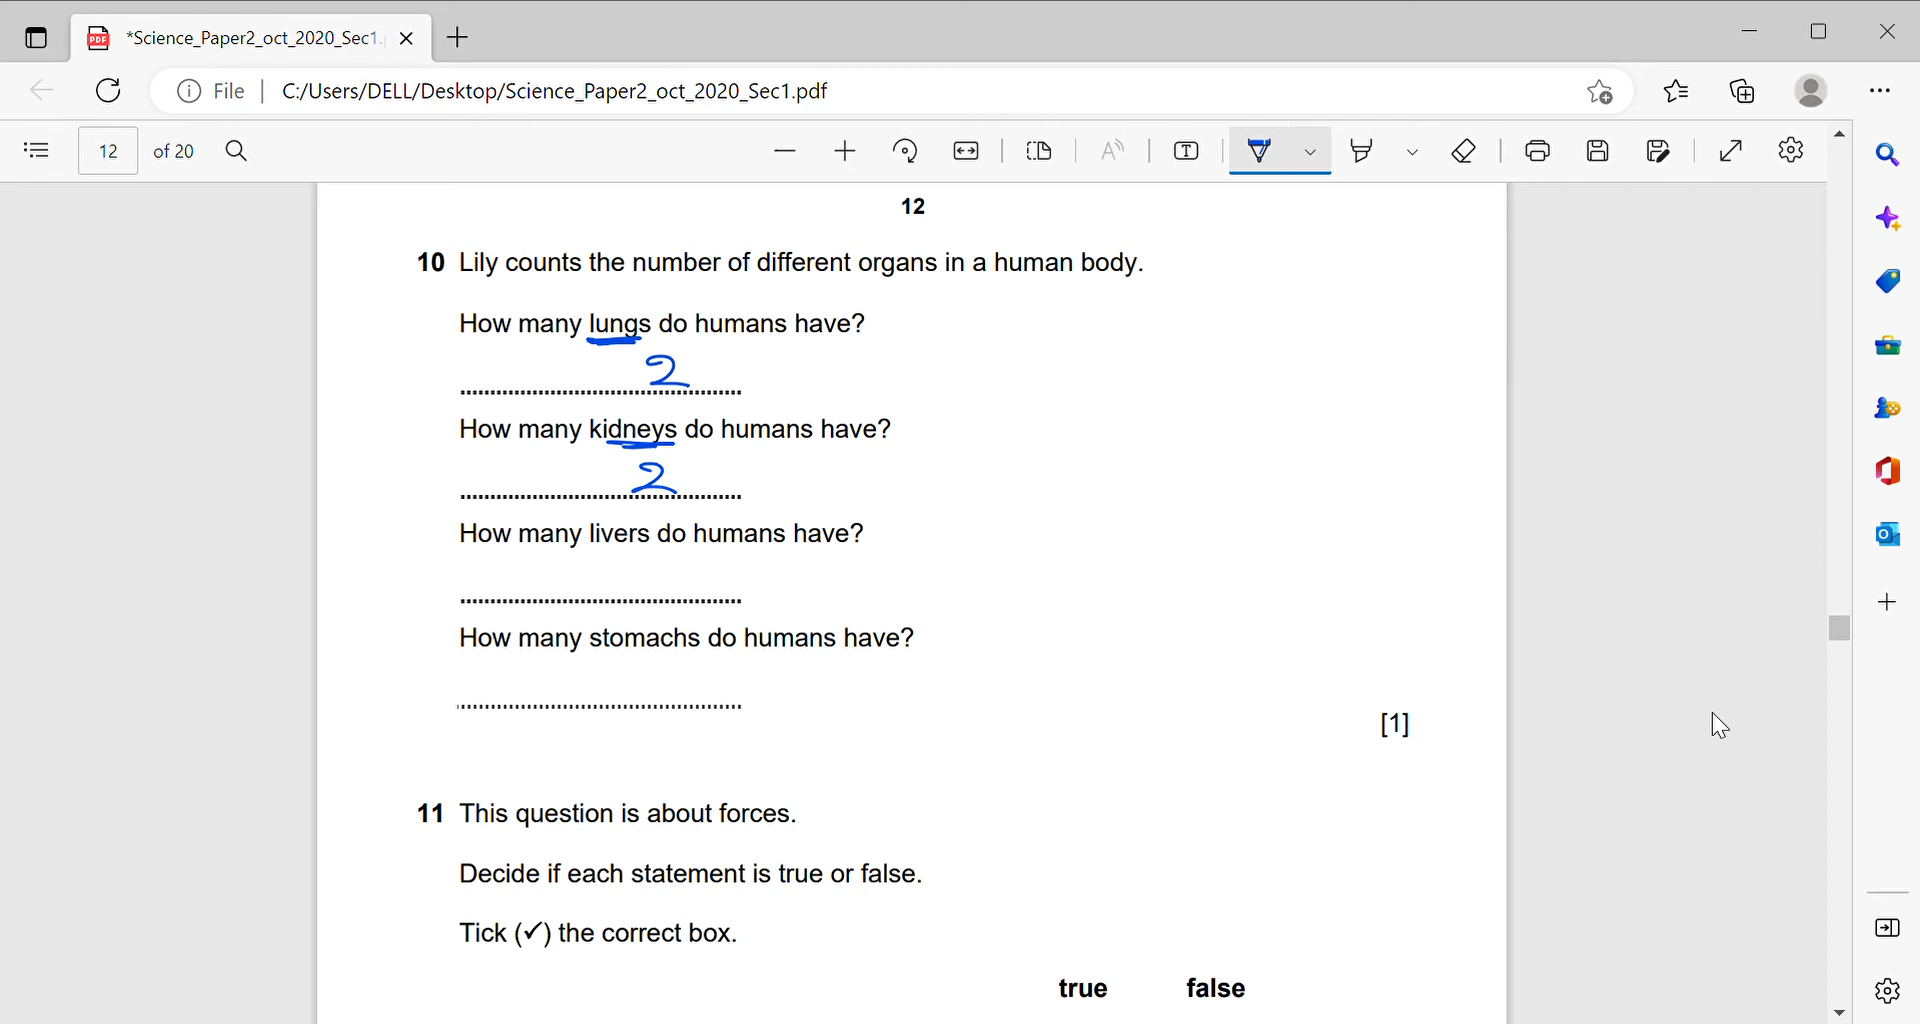 *Science_Paper2_oct_2020_Sec1.
File
C:/Users/DELL/Desktop/Science_Paper2_oct_2020_Sec1.pdf
12 of 20
12
10 Lily counts the number of different organs in a human body.
How many lungs do humans have?
2
How many kidneys do humans have?
2
How many livers do humans have?
How many stomachs do humans have?
[1]
11 This question is about forces.
Decide if each statement is true or false.
Tick (✓) the correct box.
true false